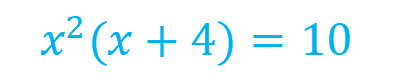 x²(x + 4) = 10